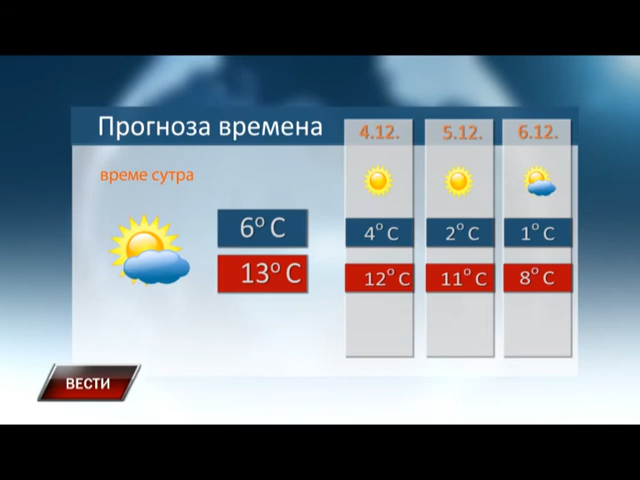 Прогноза времена
време сутра
6° C
13° C
4.12.
4° C
12° C
5.12.
2° C
11° C
6.12.
1° C
8° C
ВЕСТИ